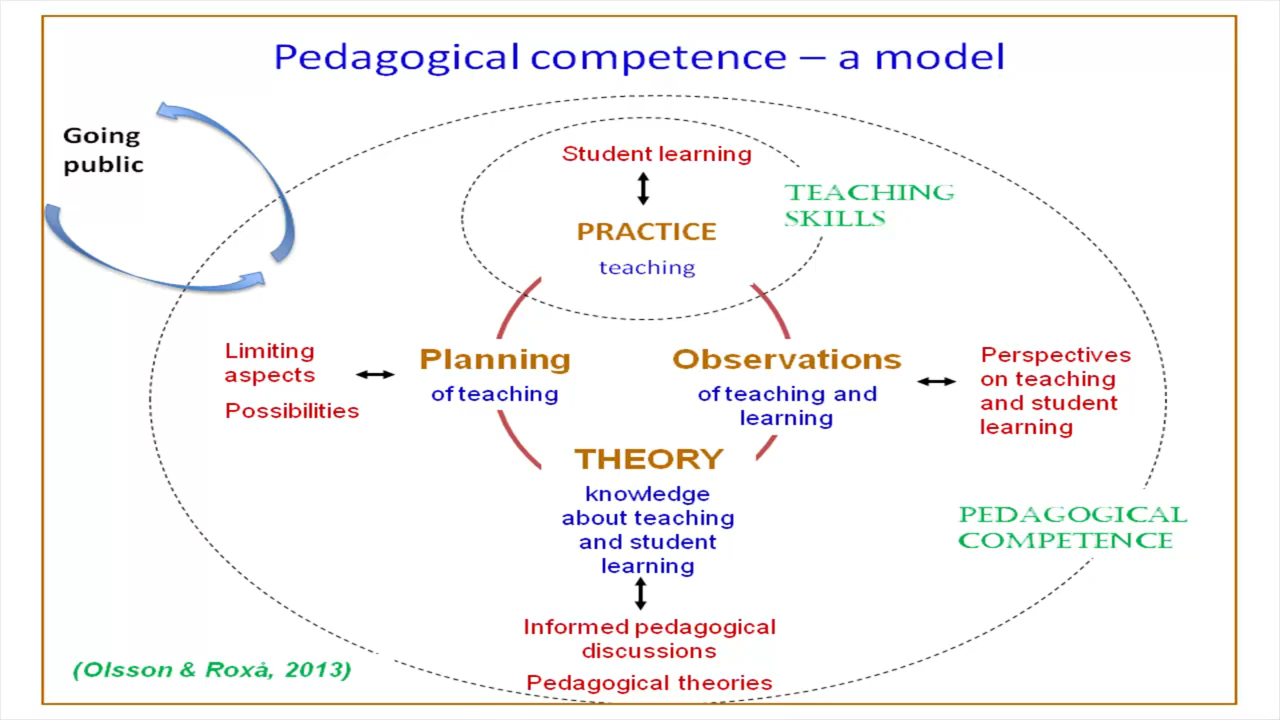 Pedagogical competence – a model
Going
public
Student learning
TEACHING
SKILLS
PRACTICE
teaching
Limiting
aspects
Possibilities
Planning
of teaching
Observations
of teaching and
learning
Perspectives
on teaching
and student
learning
THEORY
knowledge
about teaching
and student
learning
PEDAGOGICAL
COMPETENCE
Informed pedagogical
discussions
Pedagogical theories
(Olsson & Roxå, 2013)